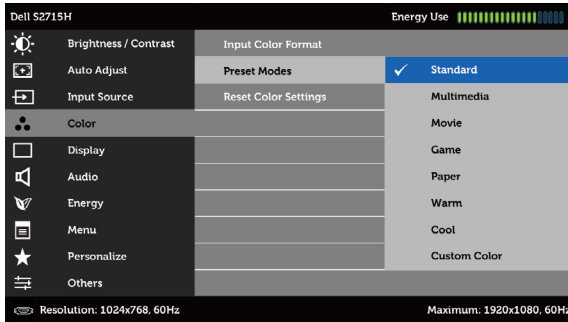 Dell S2715H
Energy Use
Brightness / Contrast
Auto Adjust
Input Source
Color
Display
Audio
Energy
Menu
Personalize
Others
Input Color Format
Preset Modes
Reset Color Settings
Standard
Multimedia
Movie
Game
Paper
Warm
Cool
Custom Color
Resolution: 1024x768, 60Hz
Maximum: 1920x1080, 60Hz